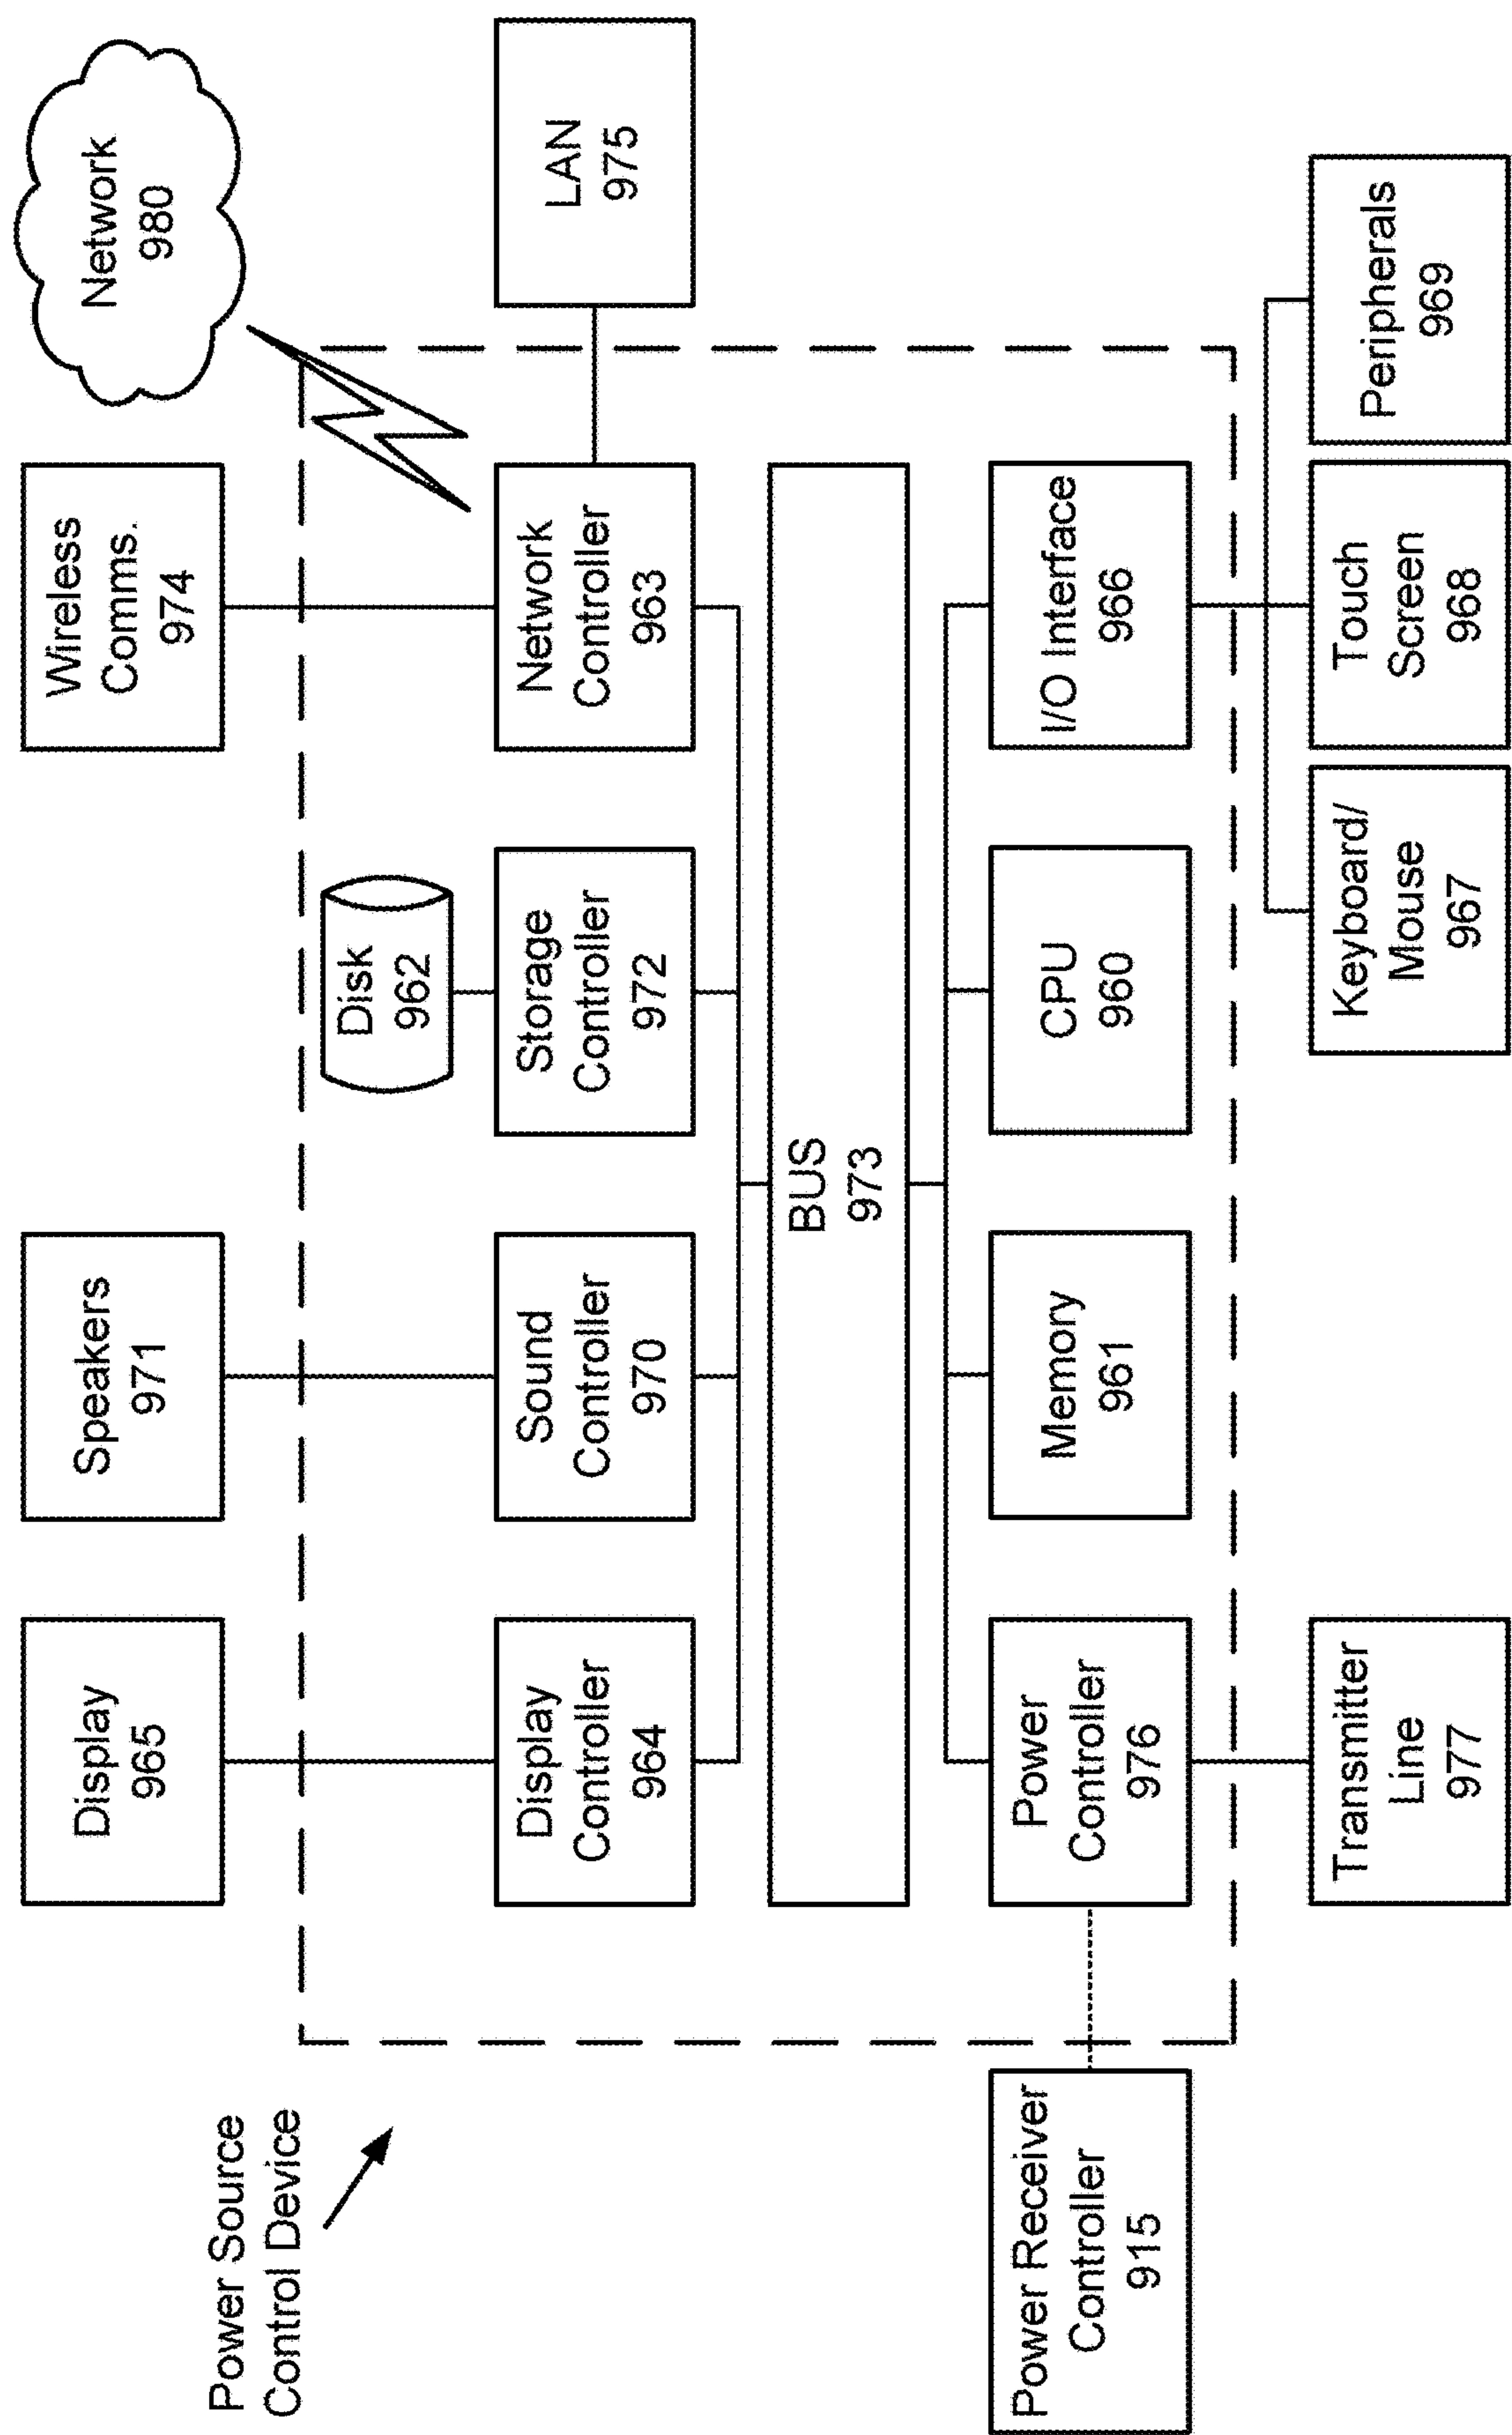 Power Source
Control Device
Display
965
Speakers
971
Wireless
Comms.
974
Network
980
Disk
962
Display
Controller
964
Sound
Controller
970
Storage
Controller
972
Network
Controller
963
LAN
975
BUS
973
Power Receiver
Controller
915
Power
Controller
976
Memory
961
CPU
960
I/O Interface
966
Transmitter
Line
977
Keyboard/
Mouse
967
Touch
Screen
968
Peripherals
969